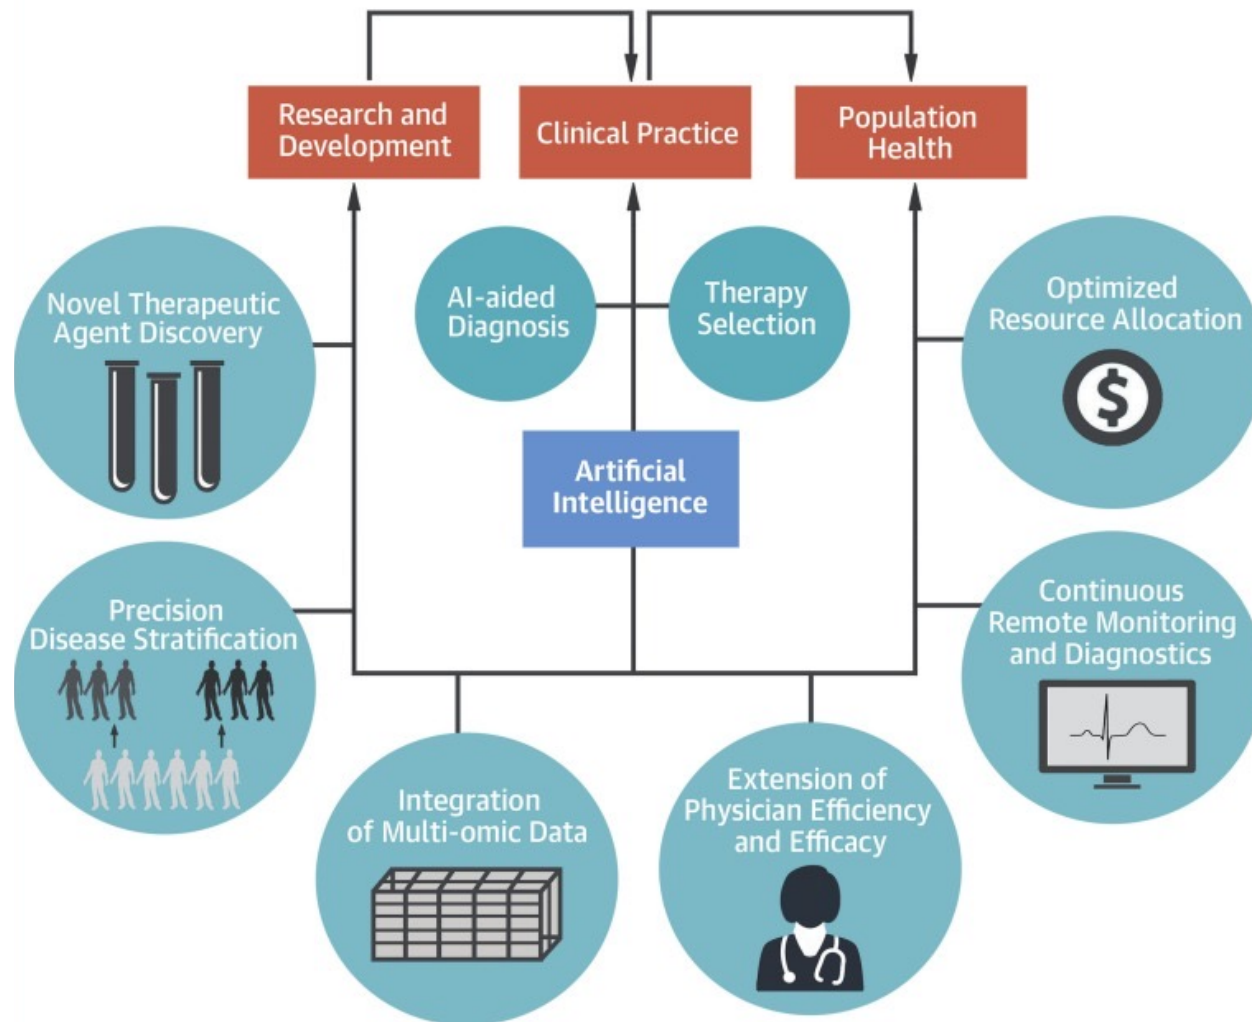 Research and
Development
Clinical Practice
Population
Health
Novel Therapeutic
Agent Discovery
AI-aided
Diagnosis
Therapy
Selection
Optimized
Resource Allocation
$
Artificial
Intelligence
Precision
Disease Stratification
Continuous
Remote Monitoring
and Diagnostics
Integration
of Multi-omic Data
Extension of
Physician Efficiency
and Efficacy